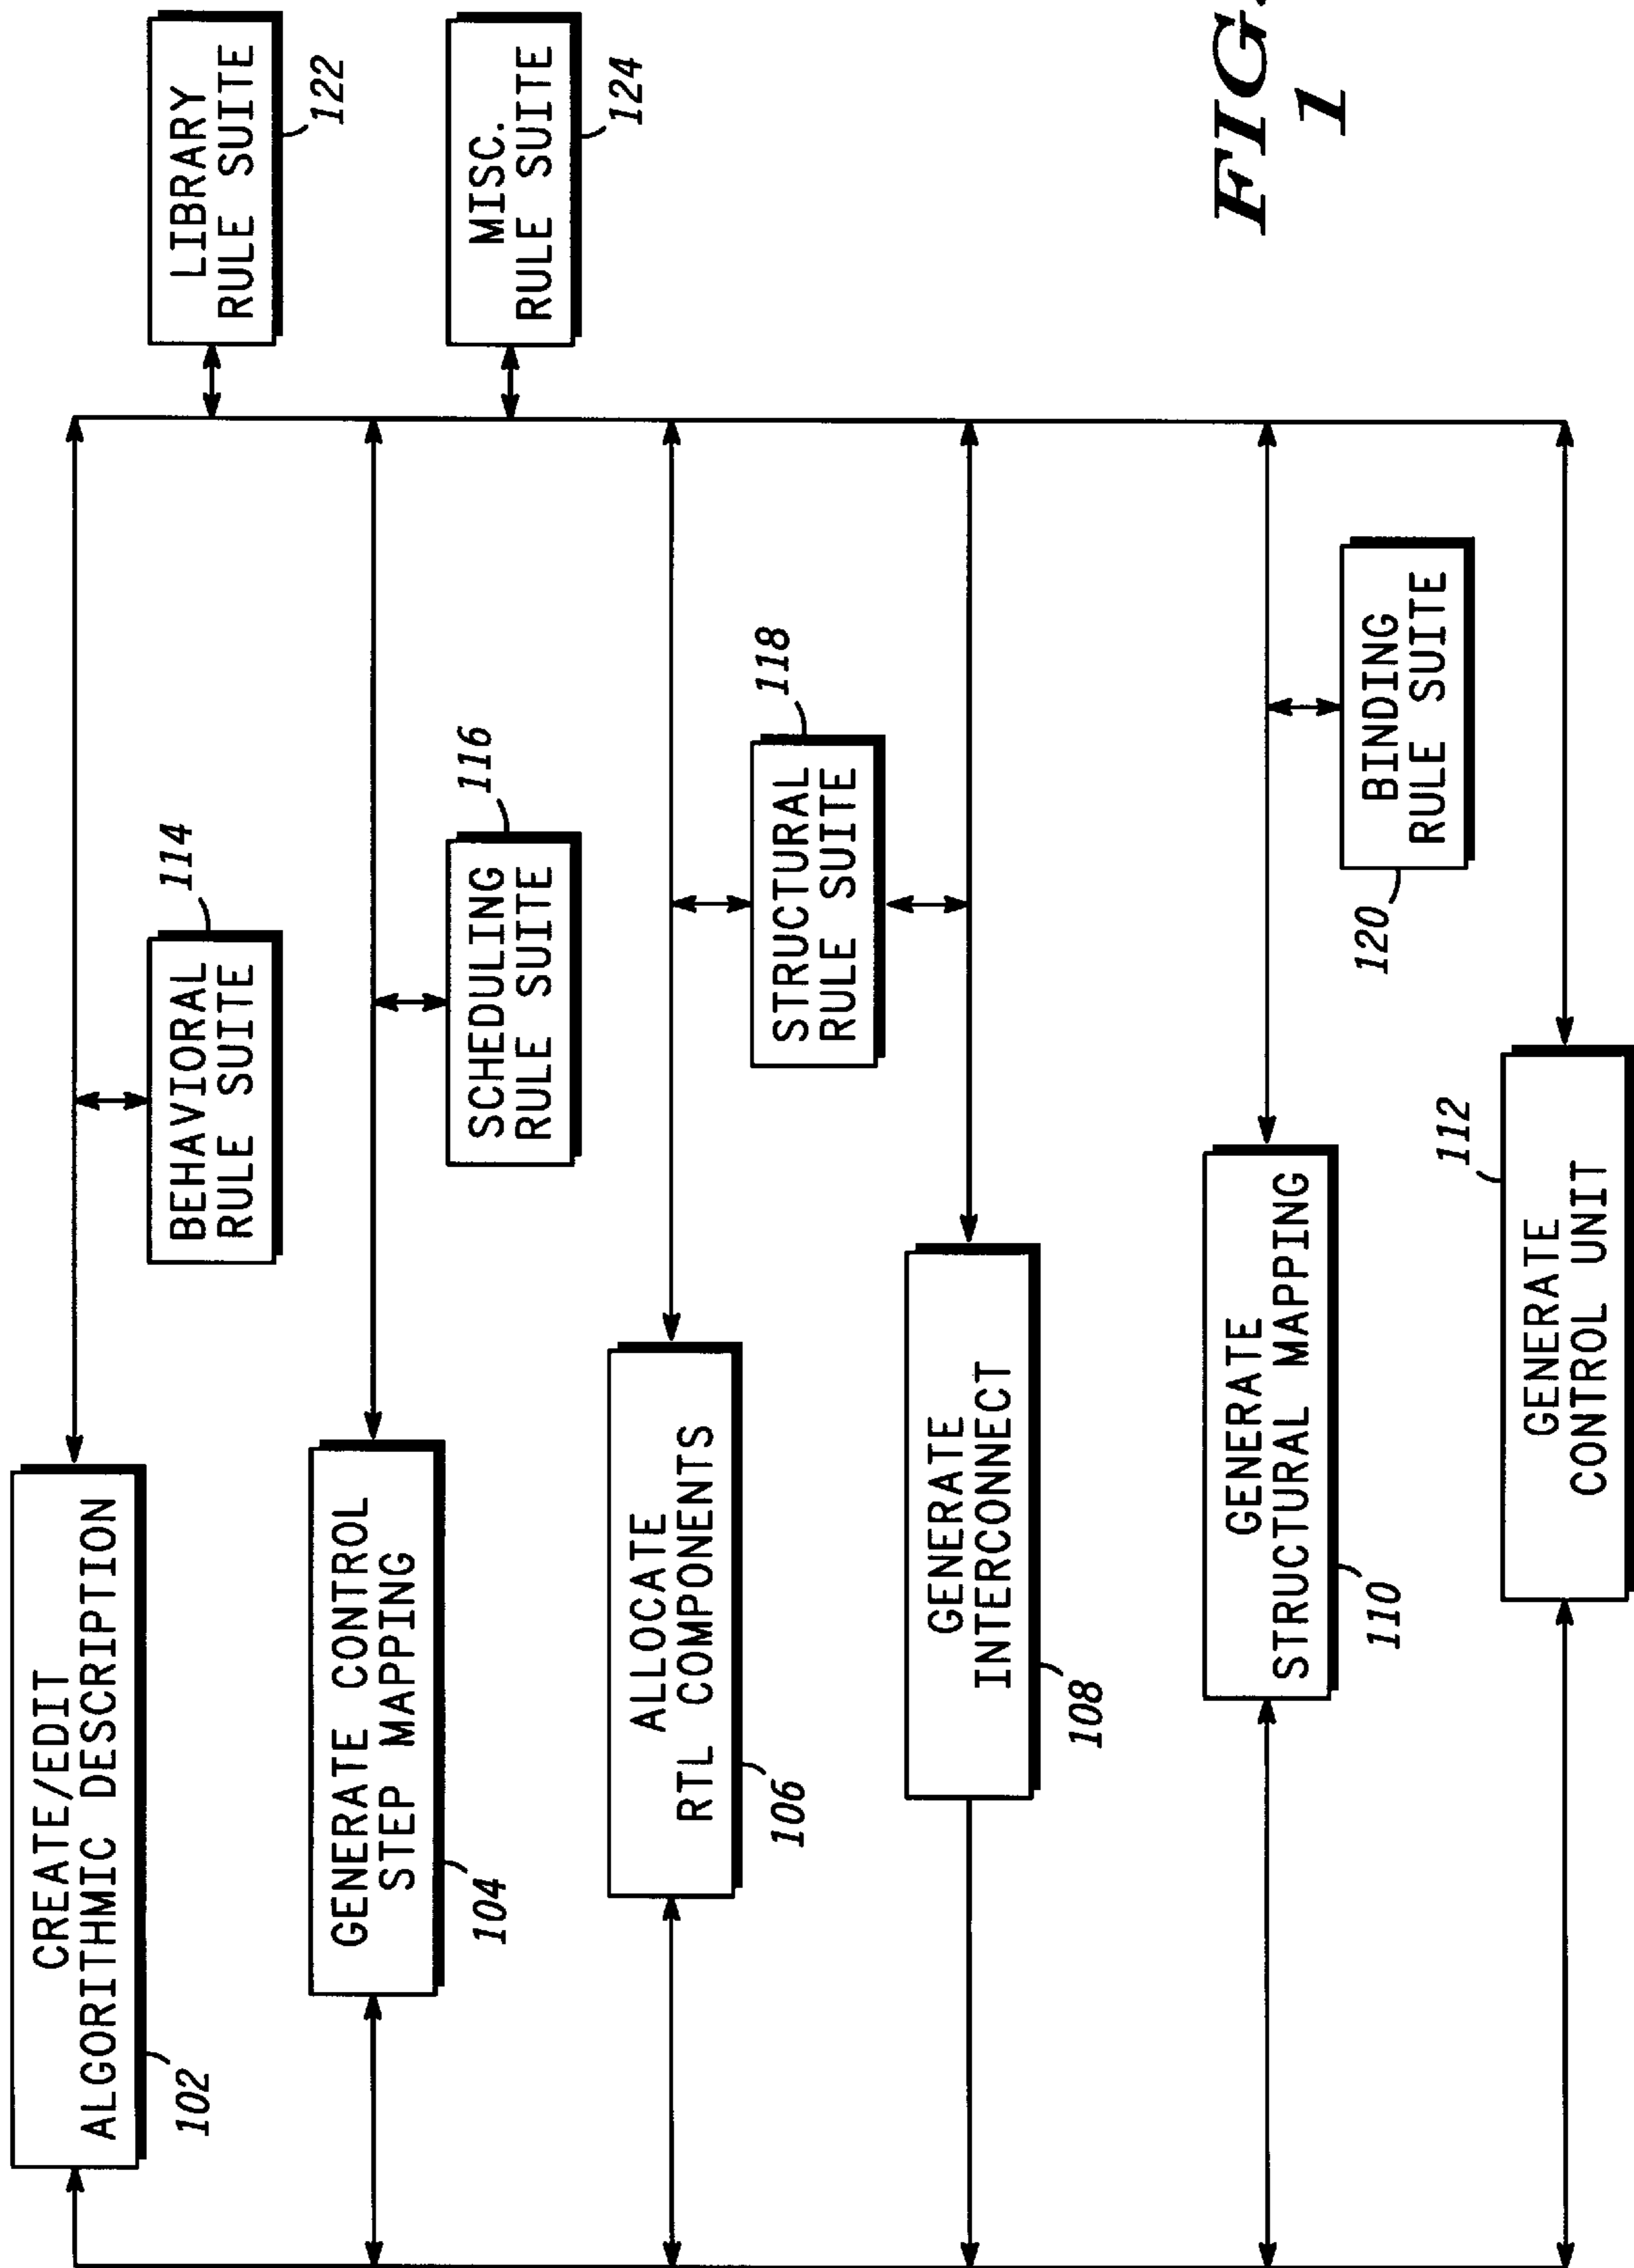 CREATE/EDIT
ALGORITHMIC DESCRIPTION
102
BEHAVIORAL
RULE SUITE
114
LIBRARY
RULE SUITE
122
GENERATE CONTROL
STEP MAPPING
104
SCHEDULING
RULE SUITE
116
MISC.
RULE SUITE
124
ALLOCATE
RTL COMPONENTS
106
STRUCTURAL
RULE SUITE
118
GENERATE
INTERCONNECT
108
GENERATE
STRUCTURAL MAPPING
110
BINDING
RULE SUITE
120
GENERATE
CONTROL UNIT
112
FIG.
1